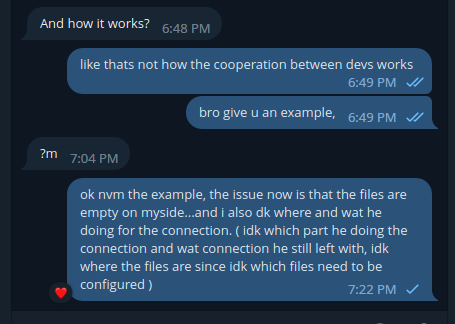 And how it works?
6:48 PM
like thats not how the cooperation between devs works
6:49 PM
bro give u an example,
6:49 PM
?m
7:04 PM
ok nvm the example, the issue now is that the files are
empty on myside...and i also dk where and wat he
doing for the connection. ( idk which part he doing the
connection and wat connection he still left with, idk
where the files are since idk which files need to be
configured )
7:22 PM